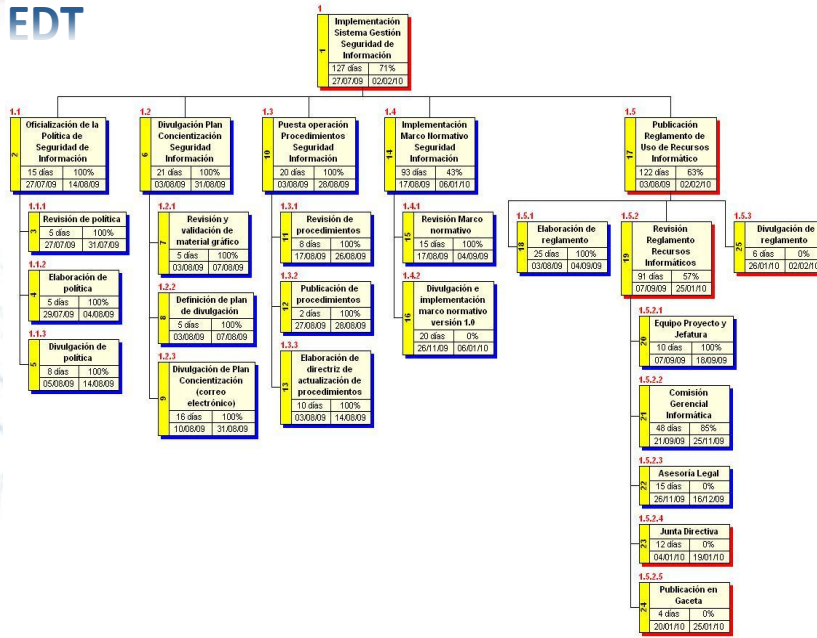 EDT
1
Implementación
Sistema Gestión
Seguridad de
Información
1
127 días 71%
27/07/09 02/02/10
1.1
Oficialización de la
Política de
Seguridad de
Información
2
15 días 100%
27/07/09 14/08/09
1.1.1
Revisión de política
3
5 días 100%
27/07/09 31/07/09
1.1.2
Elaboración de
política
4
5 días 100%
29/07/09 04/08/09
1.1.3
Divulgación de
política
5
8 días 100%
05/08/09 14/08/09
1.2
Divulgación Plan
Concientización
Seguridad
Información
6
21 días 100%
03/08/09 31/08/09
1.2.1
Revisión y
validación de
material gráfico
7
5 días 100%
03/08/09 07/08/09
1.2.2
Definición de plan
de divulgación
8
5 días 100%
03/08/09 07/08/09
1.2.3
Divulgación de Plan
Concientización
(correo
electrónico)
9
16 días 100%
10/08/09 31/08/09
1.3
Puesta operación
Procedimientos
Seguridad
Información
10
20 días 100%
03/08/09 28/08/09
1.3.1
Revisión de
procedimientos
11
8 días 100%
17/08/09 26/08/09
1.3.2
Publicación de
procedimientos
12
2 días 100%
27/08/09 28/08/09
1.3.3
Elaboración de
directriz de
actualización de
procedimientos
13
10 días 100%
03/08/09 14/08/09
1.4
Implementación
Marco Normativo
Seguridad
Información
14
93 días 43%
17/08/09 06/01/10
1.4.1
Revisión Marco
normativo
15
15 días 100%
17/08/09 04/09/09
1.4.2
Divulgación e
implementación
marco normativo
versión 1.0
16
20 días 0%
26/11/09 06/01/10
1.5
Publicación
Reglamento de
Uso de Recursos
Informático
17
122 días 63%
03/08/09 02/02/10
1.5.1
Elaboración de
reglamento
18
25 días 100%
03/08/09 04/09/09
1.5.2
Revisión
Reglamento
Recursos
Informáticos
19
91 días 57%
07/09/09 25/01/10
1.5.2.1
Equipo Proyecto y
Jefatura
20
10 días 100%
07/09/09 18/09/09
1.5.2.2
Comisión
Gerencial
Informática
21
48 días 85%
21/09/09 25/11/09
1.5.2.3
Asesoría Legal
22
15 días 0%
26/11/09 16/12/09
1.5.2.4
Junta Directiva
23
12 días 0%
04/01/10 19/01/10
1.5.2.5
Publicación en
Gaceta
24
4 días 0%
20/01/10 25/01/10
1.5.3
Divulgación de
reglamento
25
6 días 0%
26/01/10 02/02/10